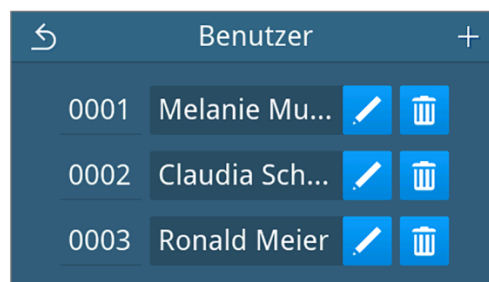 Benutzer
0001 Melanie Mu...
0002 Claudia Sch...
0003 Ronald Meier